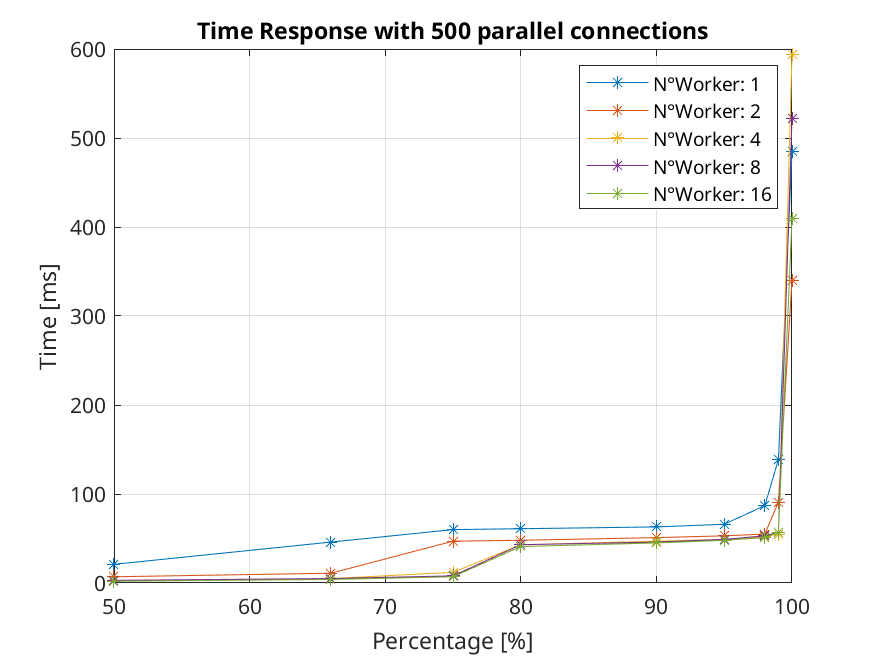 Time Response with 500 parallel connections
600
500
400
300
200
100
0
Time [ms]
N°Worker: 1
N°Worker: 2
N°Worker: 4
N°Worker: 8
N°Worker: 16
50 60 70 80 90 100
Percentage [%]